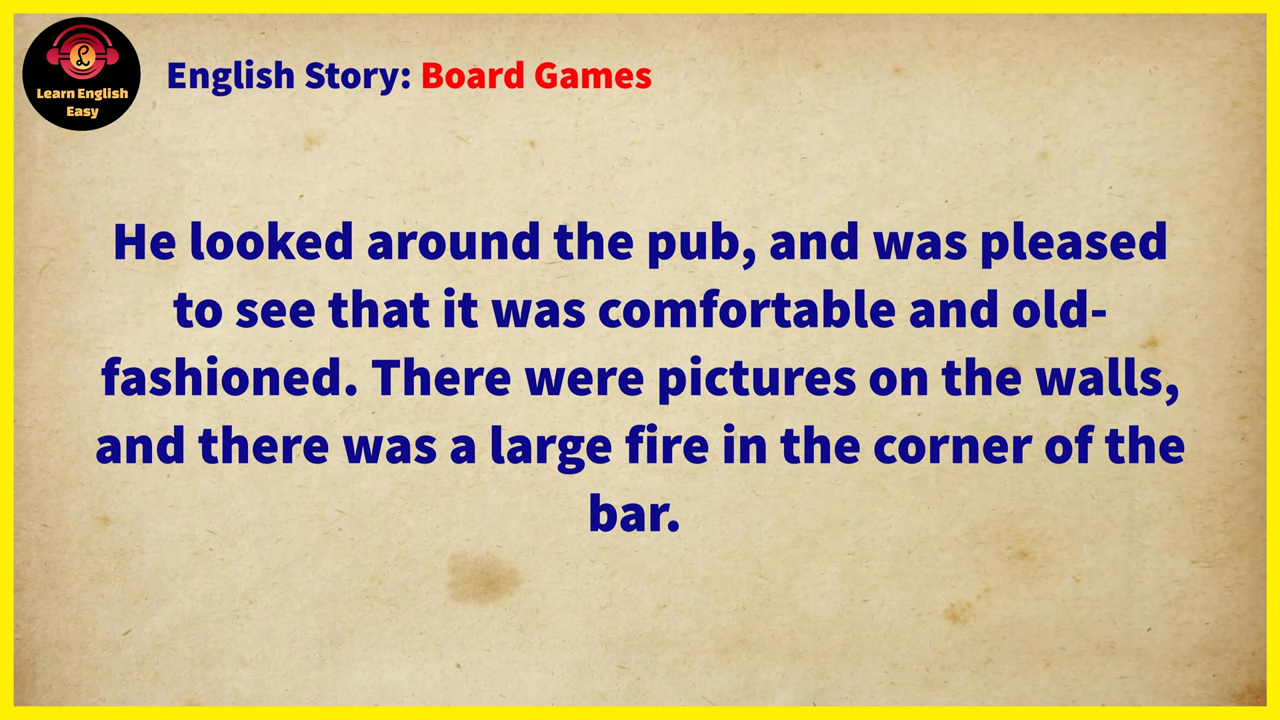 L
Learn English
Easy
English Story: Board Games
He looked around the pub, and was pleased
to see that it was comfortable and old-
fashioned. There were pictures on the walls,
and there was a large fire in the corner of the
bar.